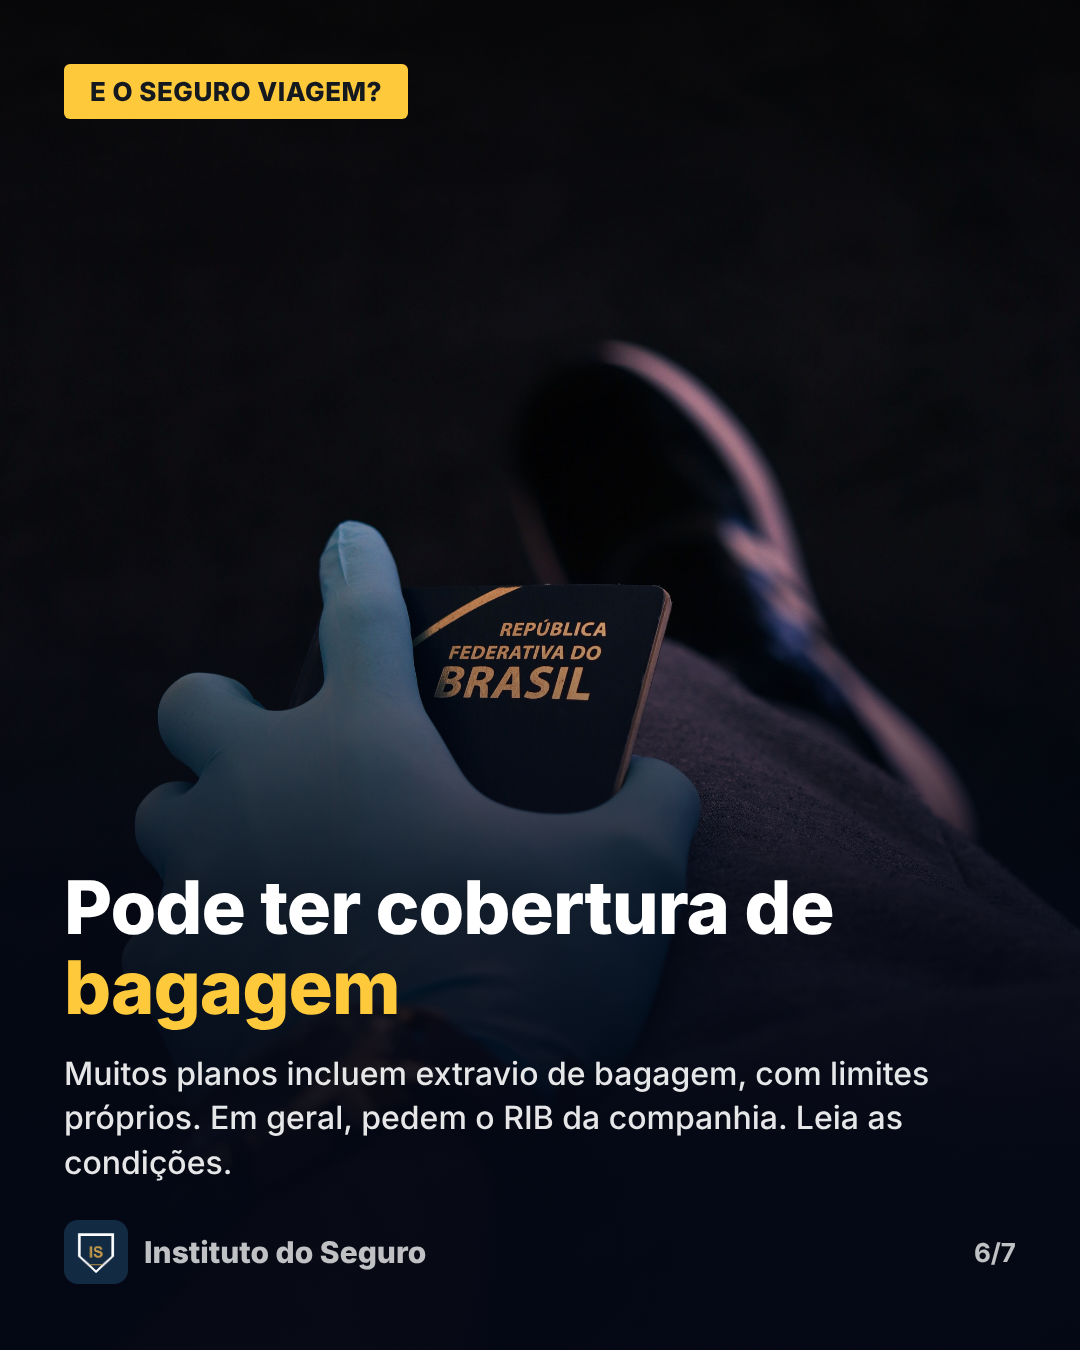 E O SEGURO VIAGEM?
REPÚBLICA
FEDERATIVA DO
BRASIL
Pode ter cobertura de
bagagem
Muitos planos incluem extravio de bagagem, com limites
próprios. Em geral, pedem o RIB da companhia. Leia as
condições.
IS
Instituto do Seguro
6/7